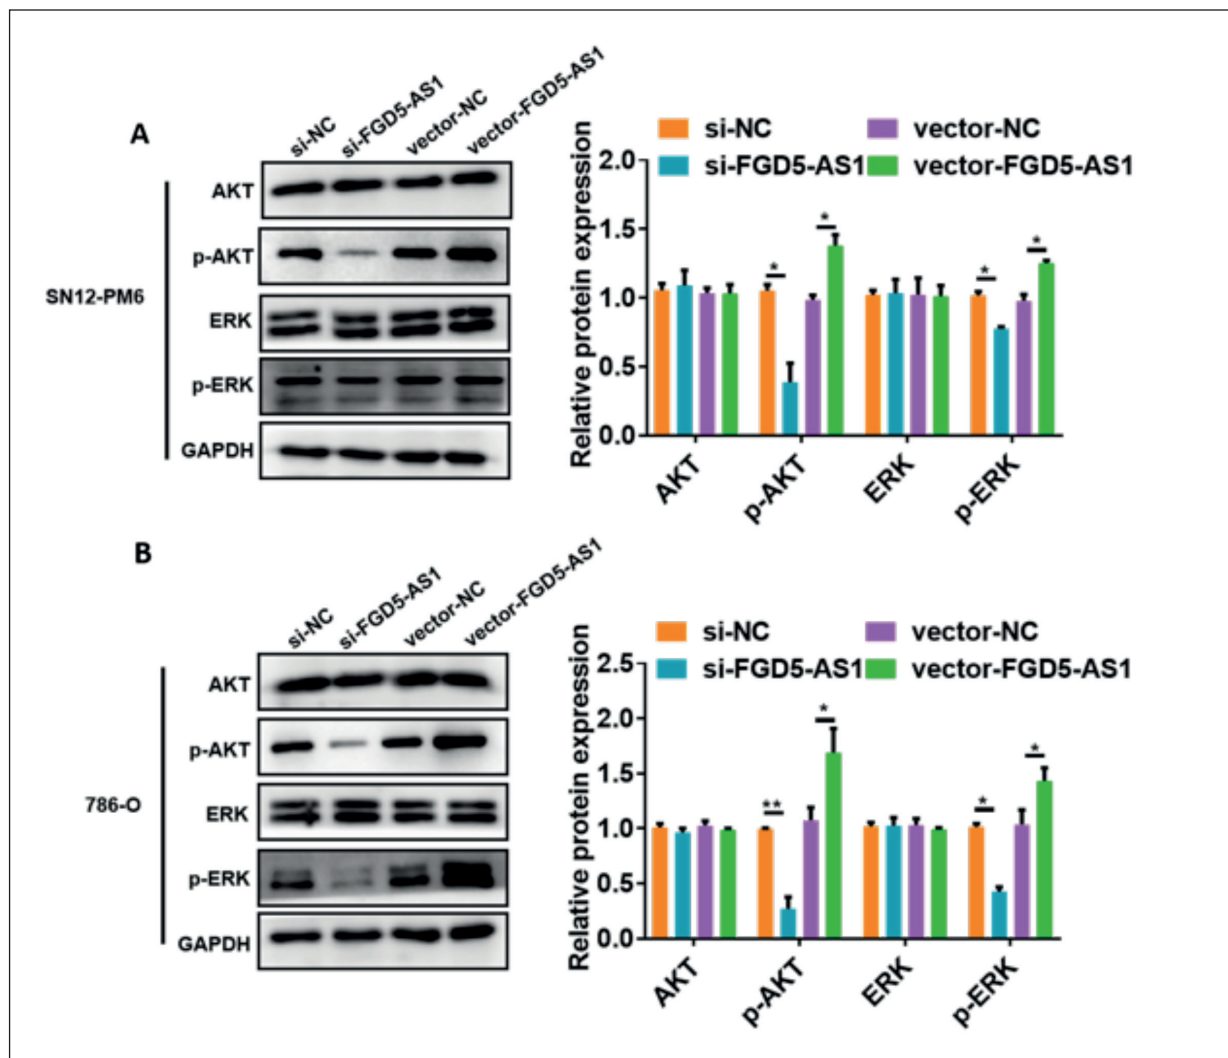 A
si-NC
si-FGD5-AS1
vector-NC
vector-FGD5-AS1
SN12-PM6
AKT
p-AKT
ERK
p-ERK
GAPDH
si-NC
vector-NC
si-FGD5-AS1
vector-FGD5-AS1
Relative protein expression
2.0
1.5
1.0
0.5
0.0
*
*
*
*
AKT
p-AKT
ERK
p-ERK
B
si-NC
si-FGD5-AS1
vector-NC
vector-FGD5-AS1
786-O
AKT
p-AKT
ERK
p-ERK
GAPDH
si-NC
vector-NC
si-FGD5-AS1
vector-FGD5-AS1
Relative protein expression
2.5
2.0
1.5
1.0
0.5
0.0
**
*
*
*
AKT
p-AKT
ERK
p-ERK